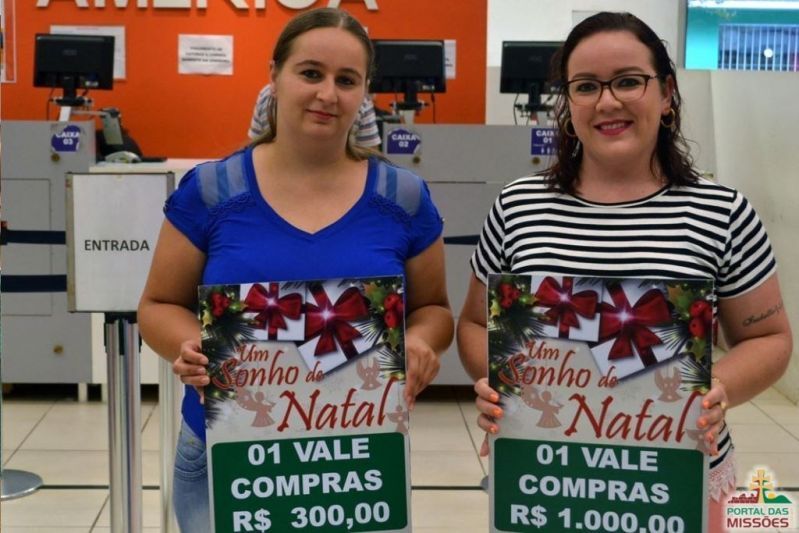 AMERICA
CAIXA
03
CAIXA
02
CAIXA
01
ENTRADA
Um
Sonho de
Natal
01 VALE
COMPRAS
R$ 300,00
Um
Sonho de
Natal
01 VALE
COMPRAS
R$ 1.000,00
PORTAL DAS
MISSÕES